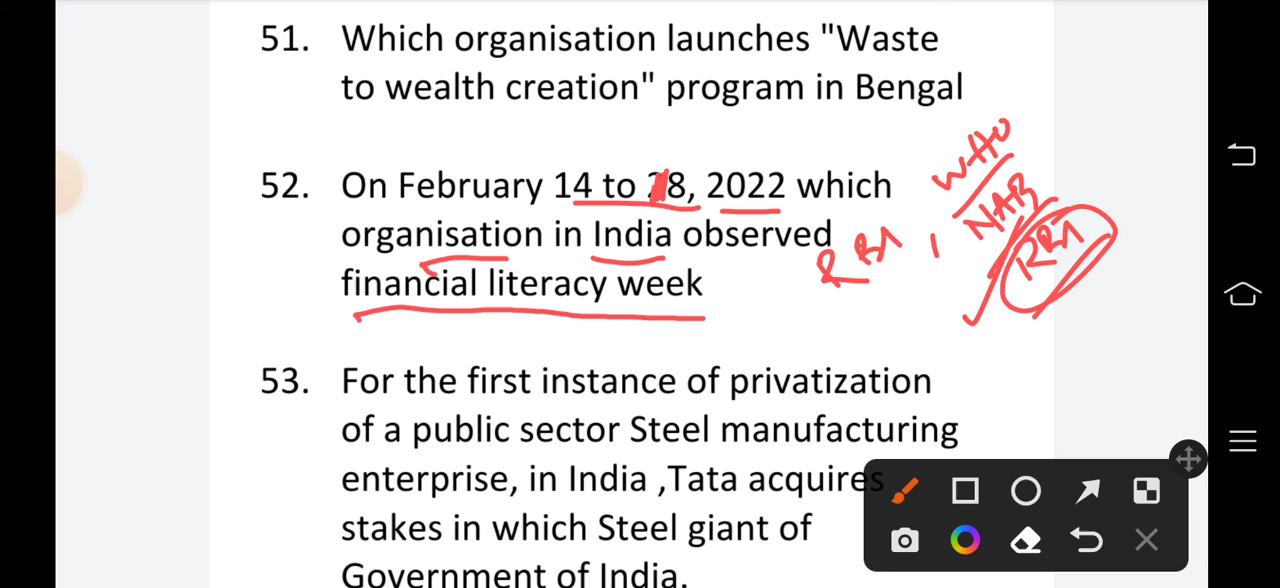 51. Which organisation launches "Waste
to wealth creation" program in Bengal
52. On February 14 to 18, 2022 which
organisation in India observed
financial literacy week
RBI, WHO
NAB
RBI
53. For the first instance of privatization
of a public sector Steel manufacturing
enterprise, in India ,Tata acquires
stakes in which Steel giant of
Government of India.